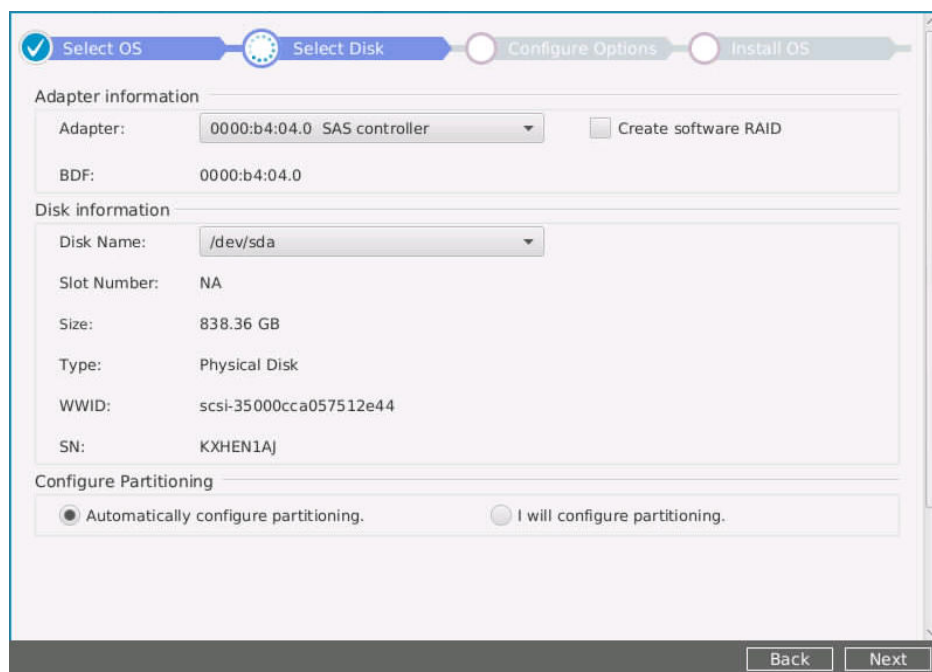 Select OS Select Disk Configure Options Install OS
Adapter information
Adapter: 0000:b4:04.0 SAS controller Create software RAID
BDF: 0000:b4:04.0
Disk information
Disk Name: /dev/sda
Slot Number: NA
Size: 838.36 GB
Type: Physical Disk
WWID: scsi-35000cca057512e44
SN: KXHEN1AJ
Configure Partitioning
Automatically configure partitioning. I will configure partitioning.
Back Next